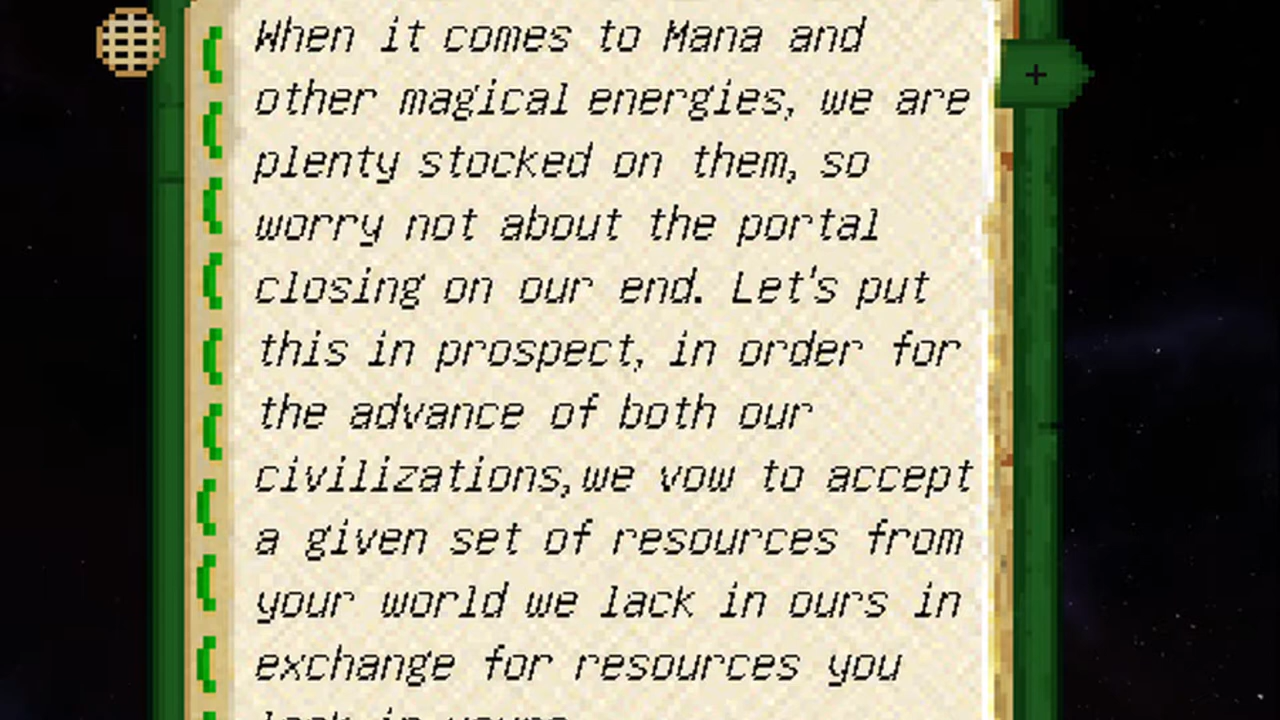 When it comes to Mana and
other magical energies, we are
plenty stocked on them, so
worry not about the portal
closing on our end. Let's put
this in prospect, in order for
the advance of both our
civilizations,we vow to accept
a given set of resources from
your world we lack in ours in
exchange for resources you
lack in yours